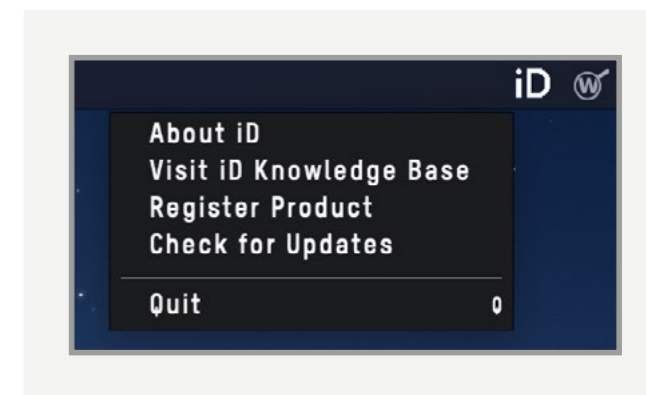 iD
About iD
Visit iD Knowledge Base
Register Product
Check for Updates
Quit Q